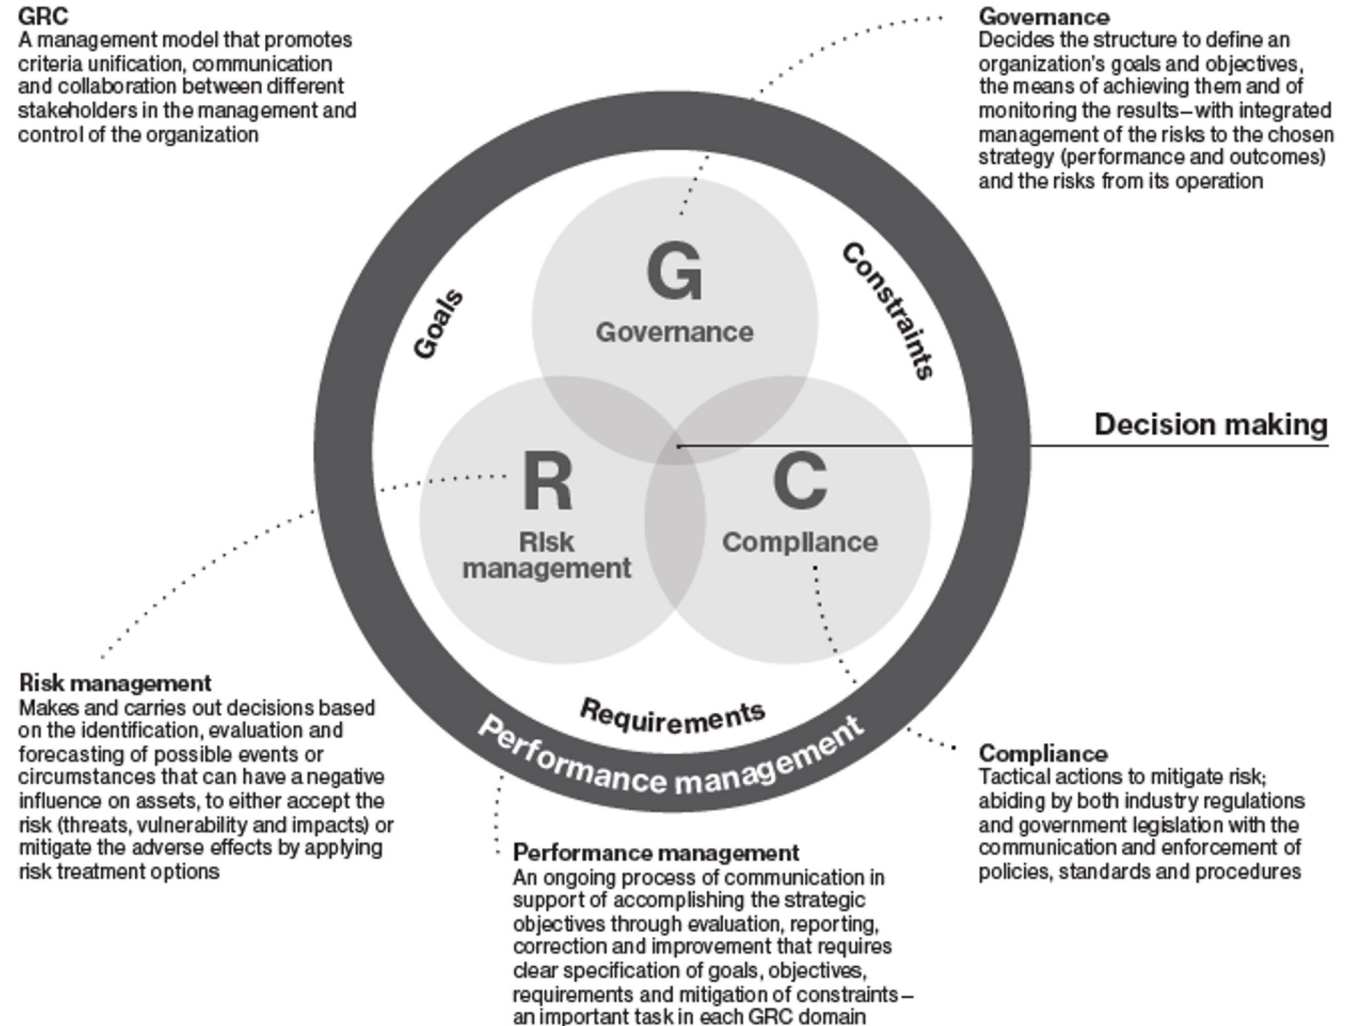 GRC
A management model that promotes
criteria unification, communication
and collaboration between different
stakeholders in the management and
control of the organization
Governance
Decides the structure to define an
organization's goals and objectives,
the means of achieving them and of
monitoring the results—with integrated
management of the risks to the chosen
strategy (performance and outcomes)
and the risks from its operation
Goals
Constraints
G
Governance
Decision making
R
Risk
management
C
Compliance
Requirements
Performance management
Risk management
Makes and carries out decisions based
on the identification, evaluation and
forecasting of possible events or
circumstances that can have a negative
influence on assets, to either accept the
risk (threats, vulnerability and impacts) or
mitigate the adverse effects by applying
risk treatment options
Compliance
Tactical actions to mitigate risk;
abiding by both industry regulations
and government legislation with the
communication and enforcement of
policies, standards and procedures
Performance management
An ongoing process of communication in
support of accomplishing the strategic
objectives through evaluation, reporting,
correction and improvement that requires
clear specification of goals, objectives,
requirements and mitigation of constraints—
an important task in each GRC domain